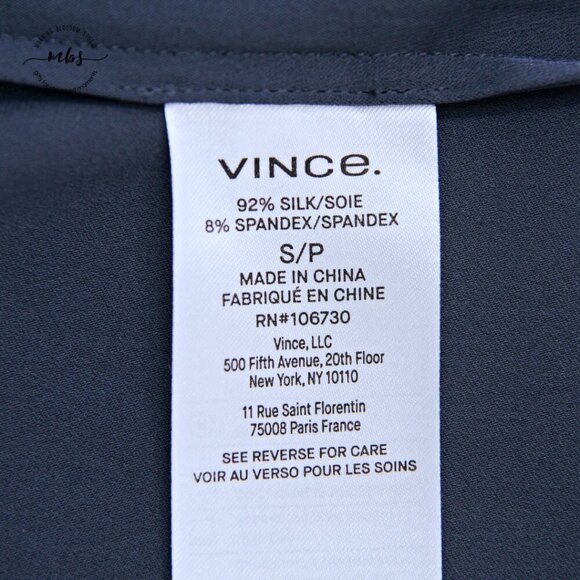 mbs
VINCE.
92% SILK/SOIE
8% SPANDEX/SPANDEX
S/P
MADE IN CHINA
FABRIQUÉ EN CHINE
RN#106730
Vince, LLC
500 Fifth Avenue, 20th Floor
New York, NY 10110
11 Rue Saint Florentin
75008 Paris France
SEE REVERSE FOR CARE
VOIR AU VERSO POUR LES SOINS